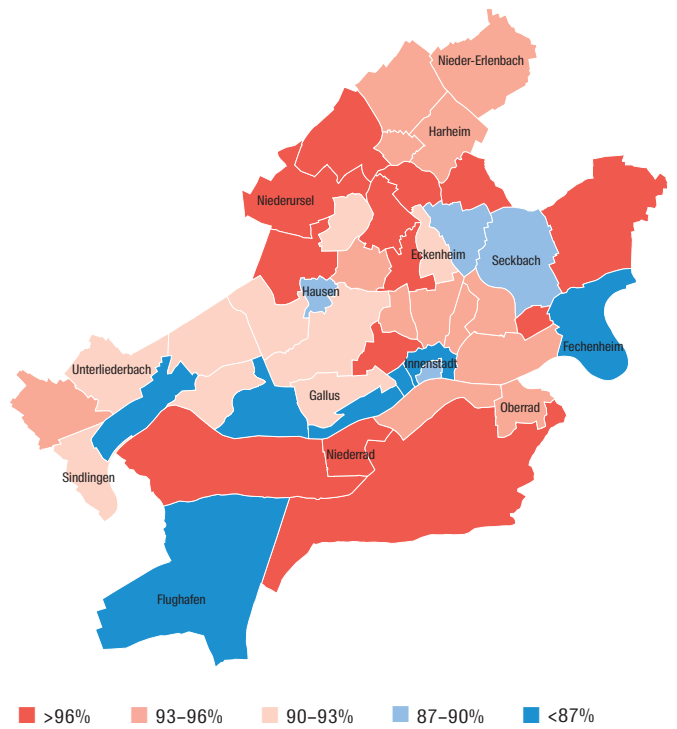 Nieder-Erlenbach
Harheim
Niederursel
Eckenheim
Seckbach
Hausen
Fechenheim
Innenstadt
Unterliederbach
Gallus
Oberrad
Niederrad
Sindlingen
Flughafen
>96% 93–96% 90–93% 87–90% <87%